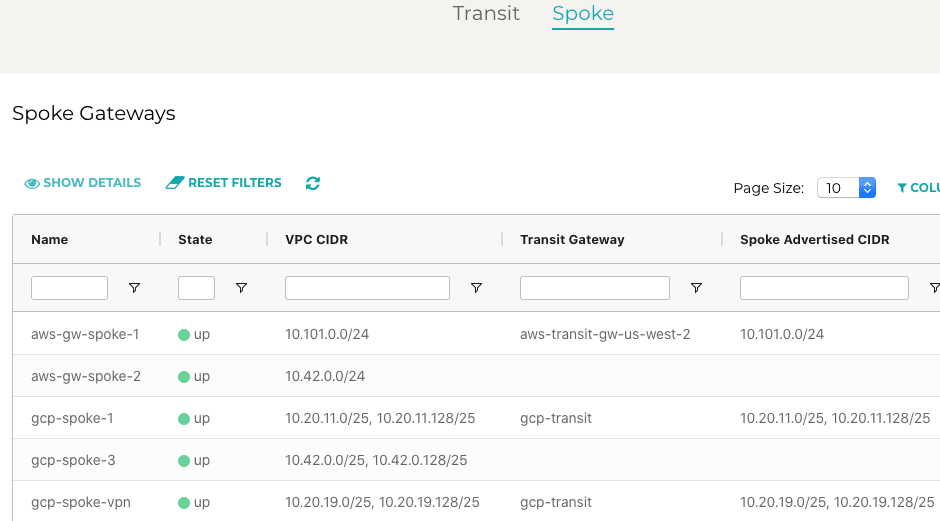 Transit Spoke
Spoke Gateways
SHOW DETAILS RESET FILTERS
Page Size: 10 COLU
Name State VPC CIDR Transit Gateway Spoke Advertised CIDR
aws-gw-spoke-1 up 10.101.0.0/24 aws-transit-gw-us-west-2 10.101.0.0/24
aws-gw-spoke-2 up 10.42.0.0/24
gcp-spoke-1 up 10.20.11.0/25, 10.20.11.128/25 gcp-transit 10.20.11.0/25, 10.20.11.128/25
gcp-spoke-3 up 10.42.0.0/25, 10.42.0.128/25
gcp-spoke-vpn up 10.20.19.0/25, 10.20.19.128/25 gcp-transit 10.20.19.0/25, 10.20.19.128/25